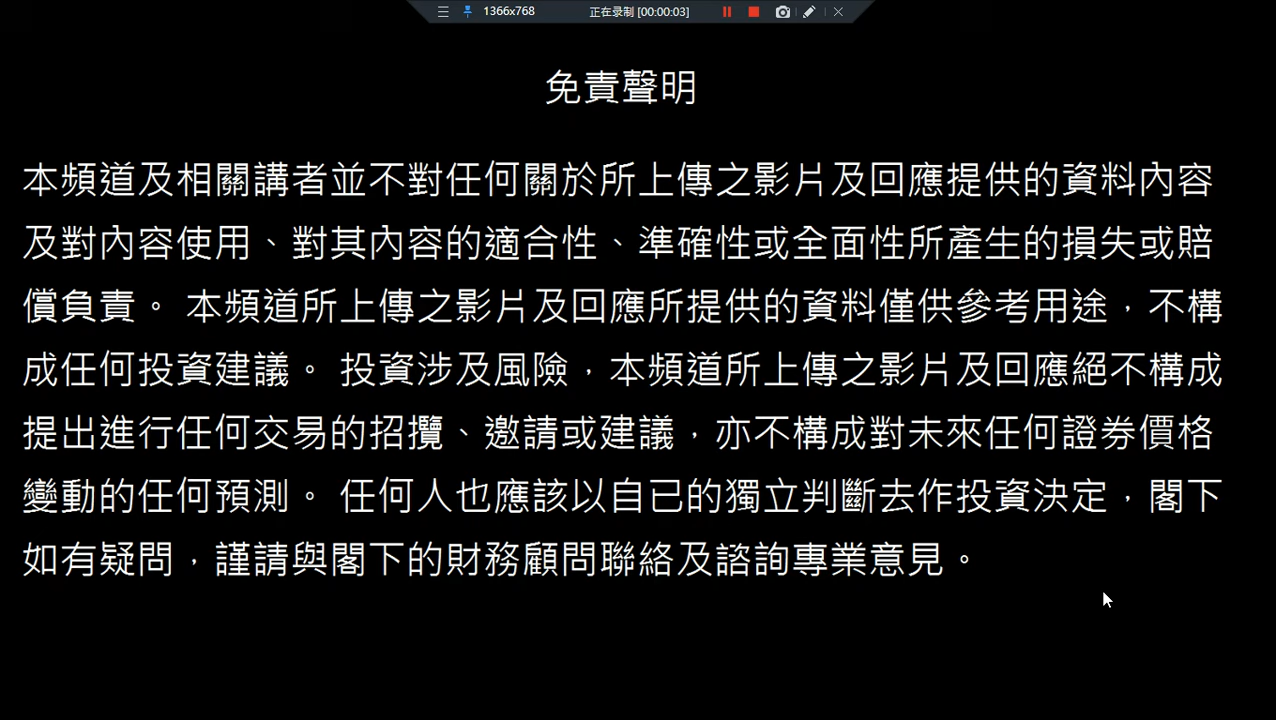 1366x768 正在录制 [00:00:03]
免責聲明
本頻道及相關講者並不對任何關於所上傳之影片及回應提供的資料內容
及對內容使用、對其內容的適合性、準確性或全面性所產生的損失或賠
償負責。 本頻道所上傳之影片及回應所提供的資料僅供參考用途，不構
成任何投資建議。 投資涉及風險，本頻道所上傳之影片及回應絕不構成
提出進行任何交易的招攬、邀請或建議，亦不構成對未來任何證券價格
變動的任何預測。 任何人也應該以自已的獨立判斷去作投資決定，閣下
如有疑問，謹請與閣下的財務顧問聯絡及諮詢專業意見。